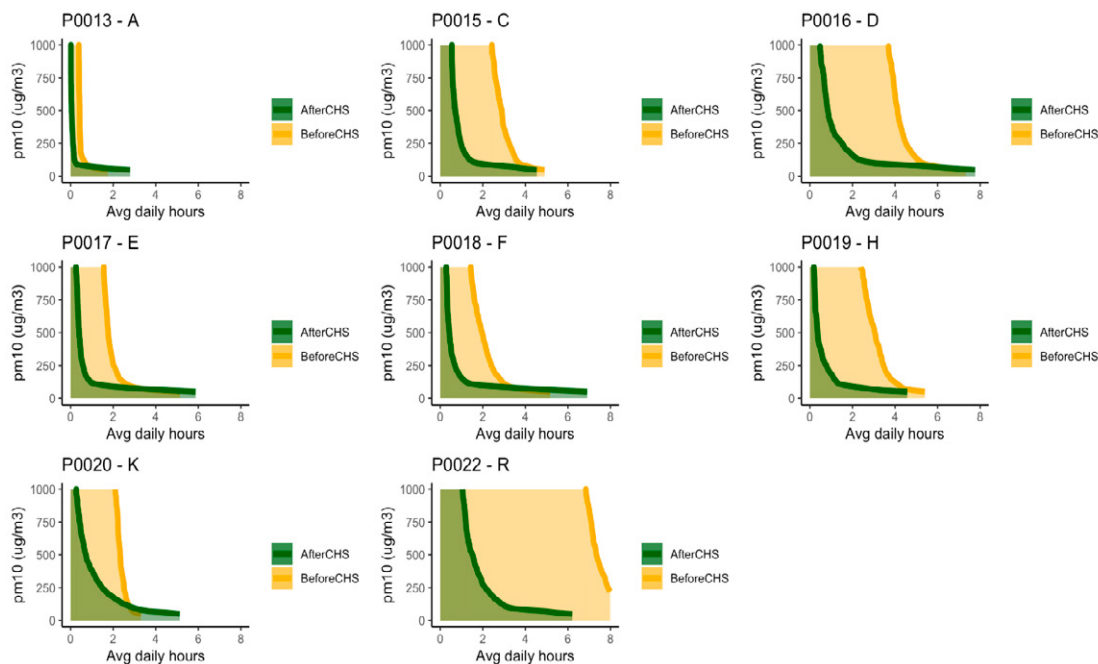 P0013 - A
pm10 (ug/m3)
1000
750
500
250
0
0 2 4 6 8
Avg daily hours
AfterCHS
BeforeCHS
P0015 - C
pm10 (ug/m3)
1000
750
500
250
0
0 2 4 6 8
Avg daily hours
AfterCHS
BeforeCHS
P0016 - D
pm10 (ug/m3)
1000
750
500
250
0
0 2 4 6 8
Avg daily hours
AfterCHS
BeforeCHS
P0017 - E
pm10 (ug/m3)
1000
750
500
250
0
0 2 4 6 8
Avg daily hours
AfterCHS
BeforeCHS
P0018 - F
pm10 (ug/m3)
1000
750
500
250
0
0 2 4 6 8
Avg daily hours
AfterCHS
BeforeCHS
P0019 - H
pm10 (ug/m3)
1000
750
500
250
0
0 2 4 6 8
Avg daily hours
AfterCHS
BeforeCHS
P0020 - K
pm10 (ug/m3)
1000
750
500
250
0
0 2 4 6 8
Avg daily hours
AfterCHS
BeforeCHS
P0022 - R
pm10 (ug/m3)
1000
750
500
250
0
0 2 4 6 8
Avg daily hours
AfterCHS
BeforeCHS